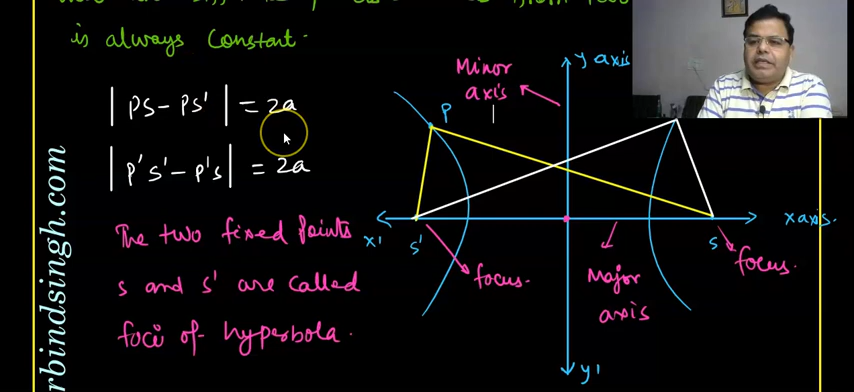 is always constant.
| PS - PS' | = 2a
| P'S' - P'S | = 2a
The two fixed points
s and s' are called
foci of hyperbola.
rbindsingh.com
Minor
axis
y axis
P
x'
s'
focus.
Major
axis
s
focus.
x axis.
y'